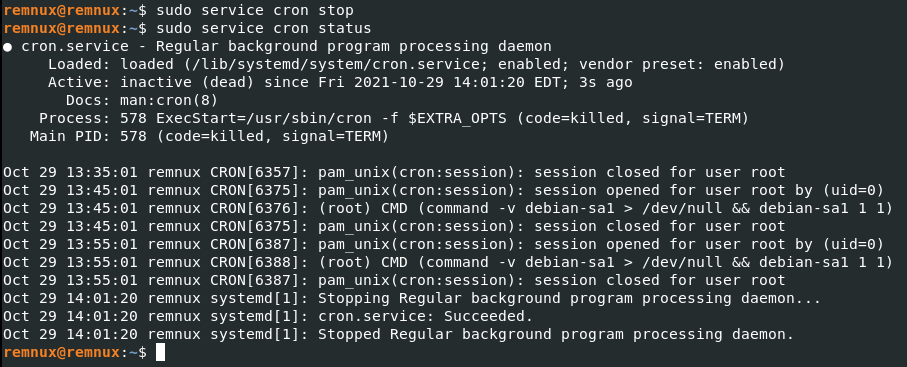 remnux@remnux:~$ sudo service cron stop
remnux@remnux:~$ sudo service cron status
● cron.service - Regular background program processing daemon
     Loaded: loaded (/lib/systemd/system/cron.service; enabled; vendor preset: enabled)
     Active: inactive (dead) since Fri 2021-10-29 14:01:20 EDT; 3s ago
       Docs: man:cron(8)
    Process: 578 ExecStart=/usr/sbin/cron -f $EXTRA_OPTS (code=killed, signal=TERM)
   Main PID: 578 (code=killed, signal=TERM)

Oct 29 13:35:01 remnux CRON[6357]: pam_unix(cron:session): session closed for user root
Oct 29 13:45:01 remnux CRON[6375]: pam_unix(cron:session): session opened for user root by (uid=0)
Oct 29 13:45:01 remnux CRON[6376]: (root) CMD (command -v debian-sa1 > /dev/null && debian-sa1 1 1)
Oct 29 13:45:01 remnux CRON[6375]: pam_unix(cron:session): session closed for user root
Oct 29 13:55:01 remnux CRON[6387]: pam_unix(cron:session): session opened for user root by (uid=0)
Oct 29 13:55:01 remnux CRON[6388]: (root) CMD (command -v debian-sa1 > /dev/null && debian-sa1 1 1)
Oct 29 13:55:01 remnux CRON[6387]: pam_unix(cron:session): session closed for user root
Oct 29 14:01:20 remnux systemd[1]: Stopping Regular background program processing daemon...
Oct 29 14:01:20 remnux systemd[1]: cron.service: Succeeded.
Oct 29 14:01:20 remnux systemd[1]: Stopped Regular background program processing daemon.
remnux@remnux:~$